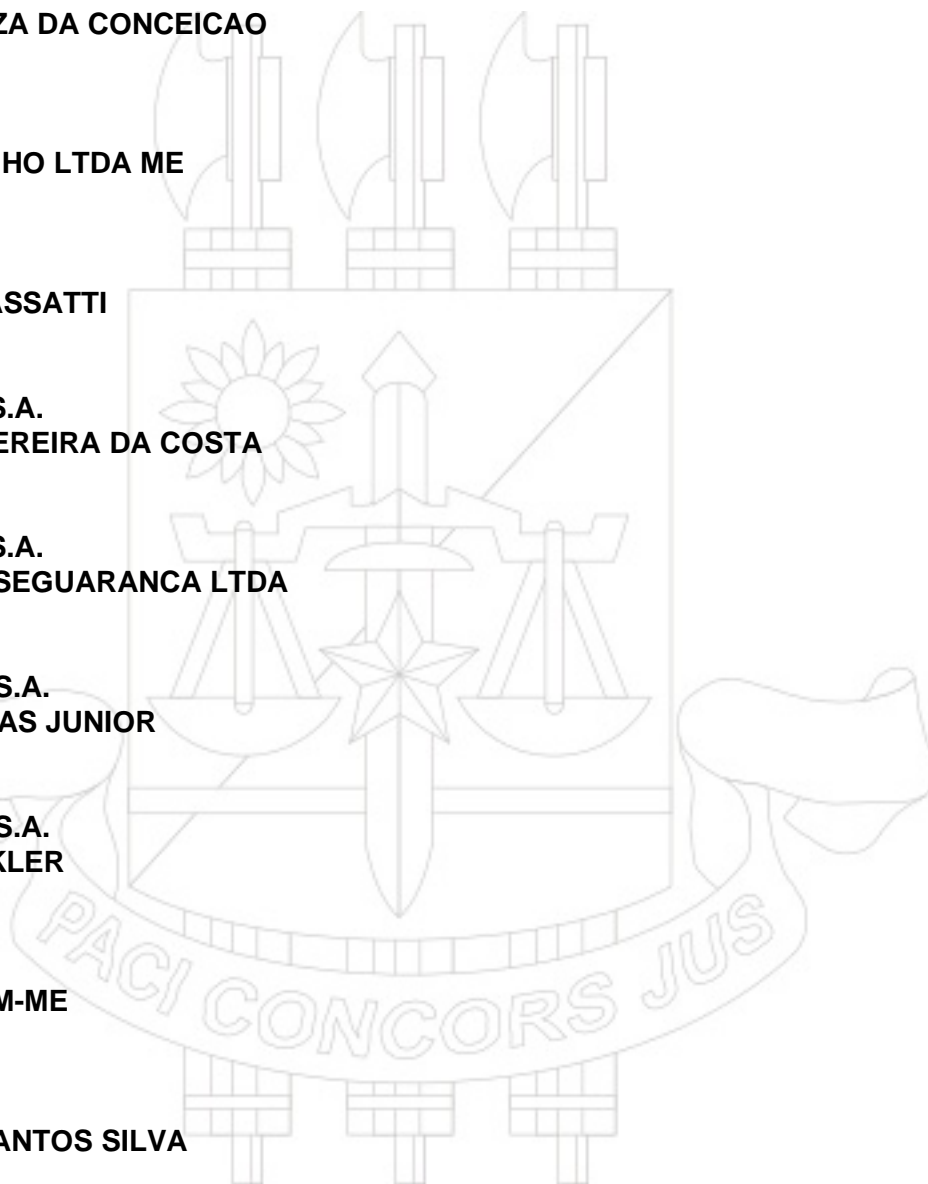 ZA DA CONCEICAO
HO LTDA ME
ASSATTI
S.A.
EREIRA DA COSTA
S.A.
SEGUARANCA LTDA
S.A.
AS JUNIOR
S.A.
KLER
M-ME
ANTOS SILVA
PACI CONCORS JUS